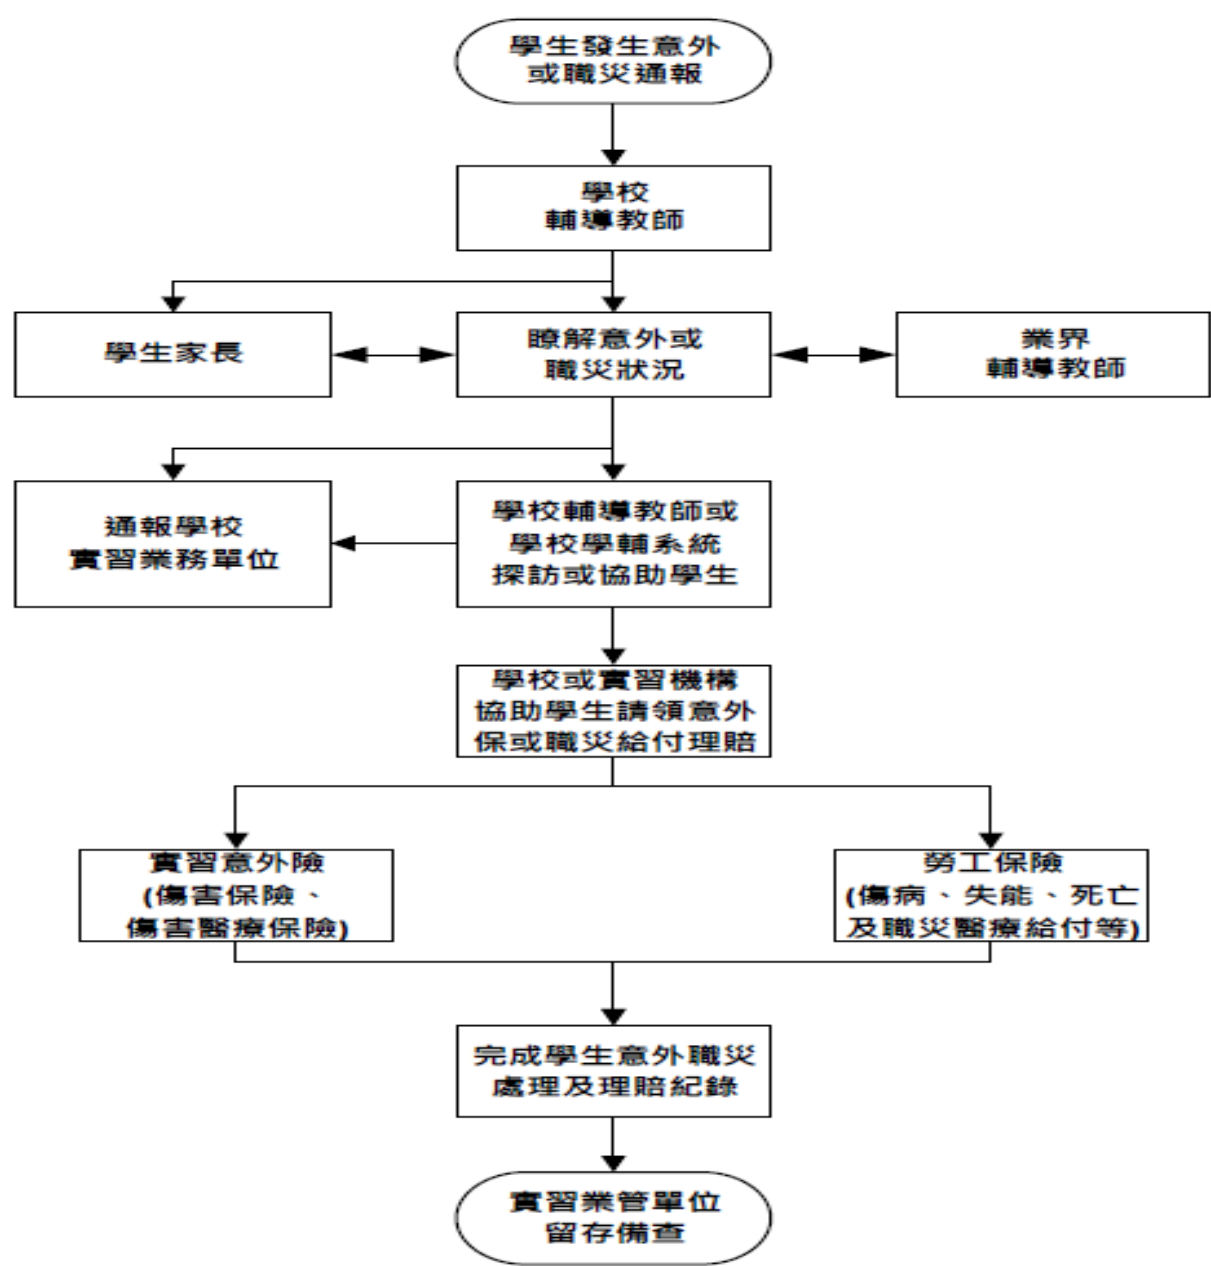 學生發生意外
或職災通報
學校
輔導教師
學生家長
瞭解意外或
職災狀況
業界
輔導教師
通報學校
實習業務單位
學校輔導教師或
學校學輔系統
探訪或協助學生
學校或實習機構
協助學生請領意外
保或職災給付理賠
實習意外險
(傷害保險、
傷害醫療保險)
勞工保險
(傷病、失能、死亡
及職災醫療給付等)
完成學生意外職災
處理及理賠紀錄
實習業管單位
留存備查